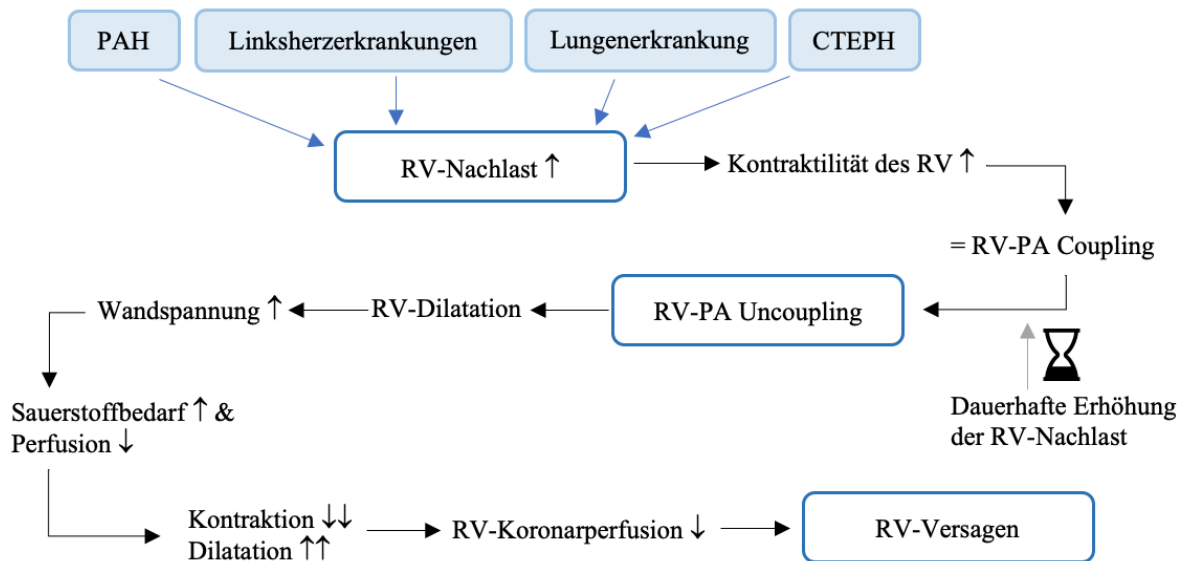 PAH
Linksherzerkrankungen
Lungenerkrankung
CTEPH
RV-Nachlast ↑
Kontraktilität des RV ↑
= RV-PA Coupling
Dauerhafte Erhöhung
der RV-Nachlast
RV-PA Uncoupling
RV-Dilatation
Wandspannung ↑
Sauerstoffbedarf ↑ &
Perfusion ↓
Kontraktion ↓↓
Dilatation ↑↑
RV-Koronarperfusion ↓
RV-Versagen